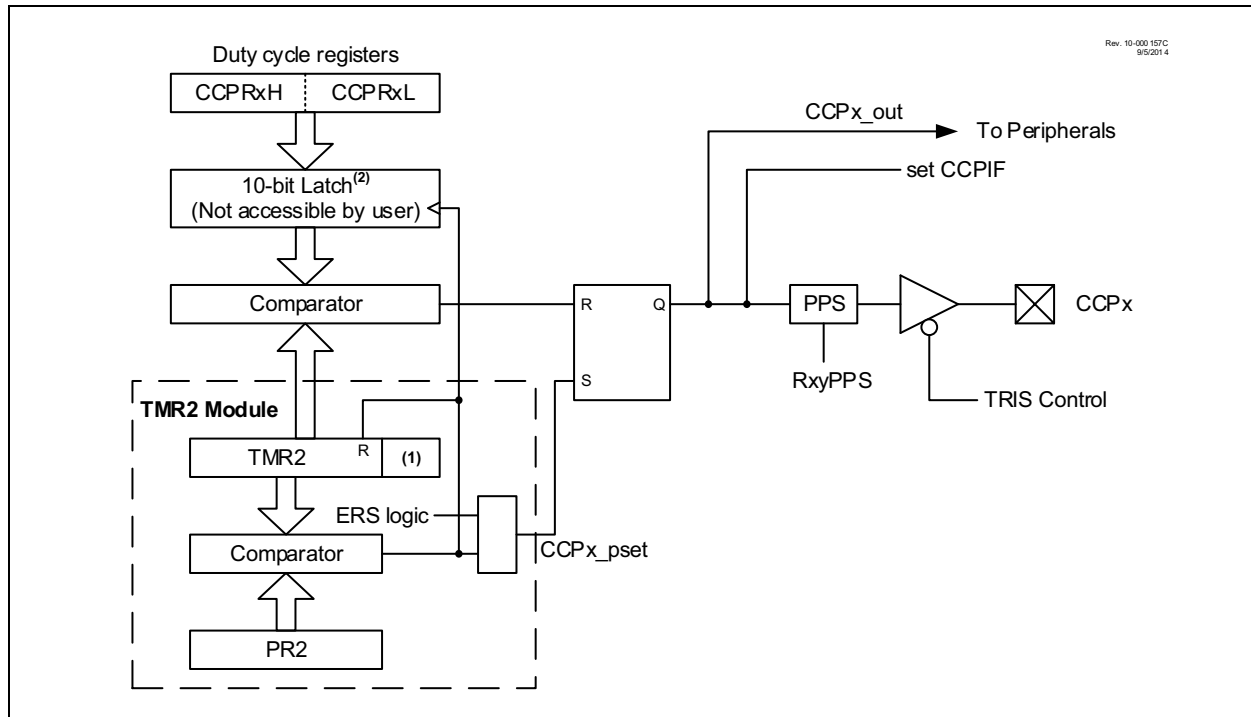 Rev. 10-000 157C
9/5/201 4
Duty cycle registers
CCPRxH CCPRxL
CCPx_out
To Peripherals
set CCPIF
10-bit Latch(2)
(Not accessible by user)
Comparator
R Q
S
PPS
CCPx
RxyPPS
TRIS Control
TMR2 Module
TMR2 R (1)
ERS logic
Comparator
CCPx_pset
PR2